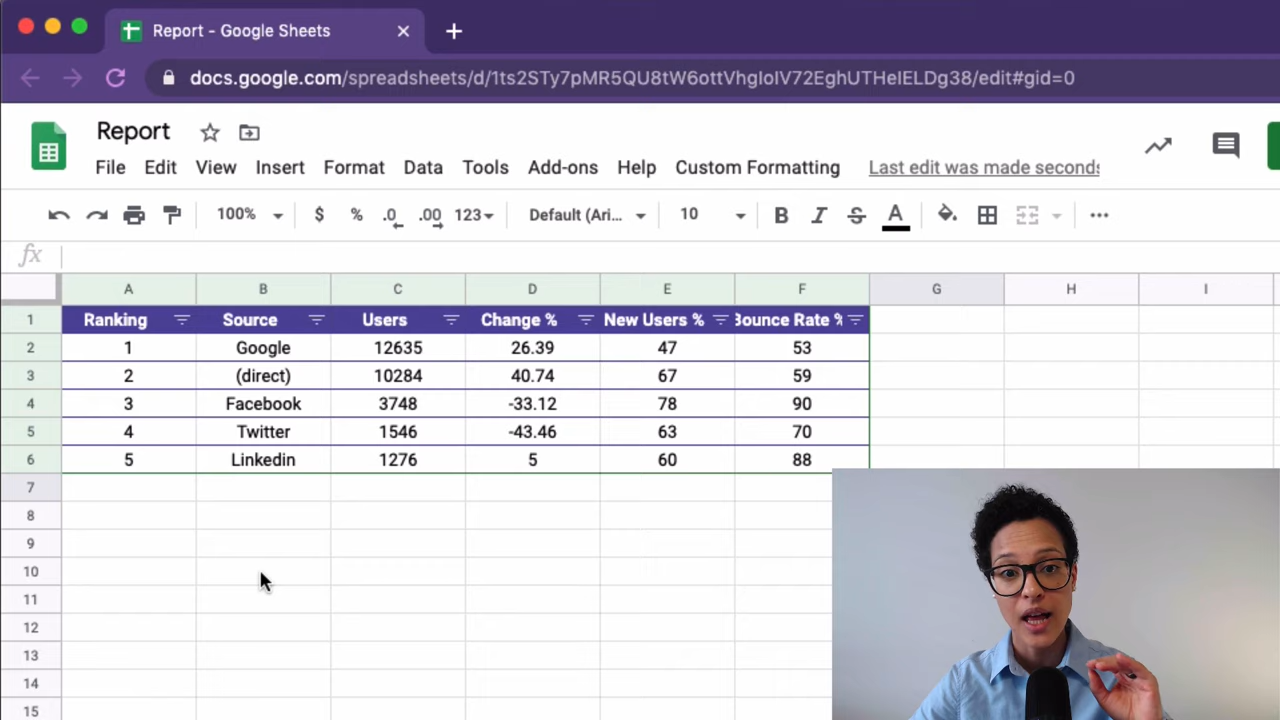 Report - Google Sheets
docs.google.com/spreadsheets/d/1ts2STy7pMR5QU8tW6ottVhgIoIV72EghUTHeIELDg38/edit#gid=0
Report
File Edit View Insert Format Data Tools Add-ons Help Custom Formatting Last edit was made seconds
100% $ % .0 .00 123 Default (Ari... 10 B I S A
fx
A B C D E F G H I
1 Ranking Source Users Change % New Users % Bounce Rate %
2 1 Google 12635 26.39 47 53
3 2 (direct) 10284 40.74 67 59
4 3 Facebook 3748 -33.12 78 90
5 4 Twitter 1546 -43.46 63 70
6 5 Linkedin 1276 5 60 88
7
8
9
10
11
12
13
14
15